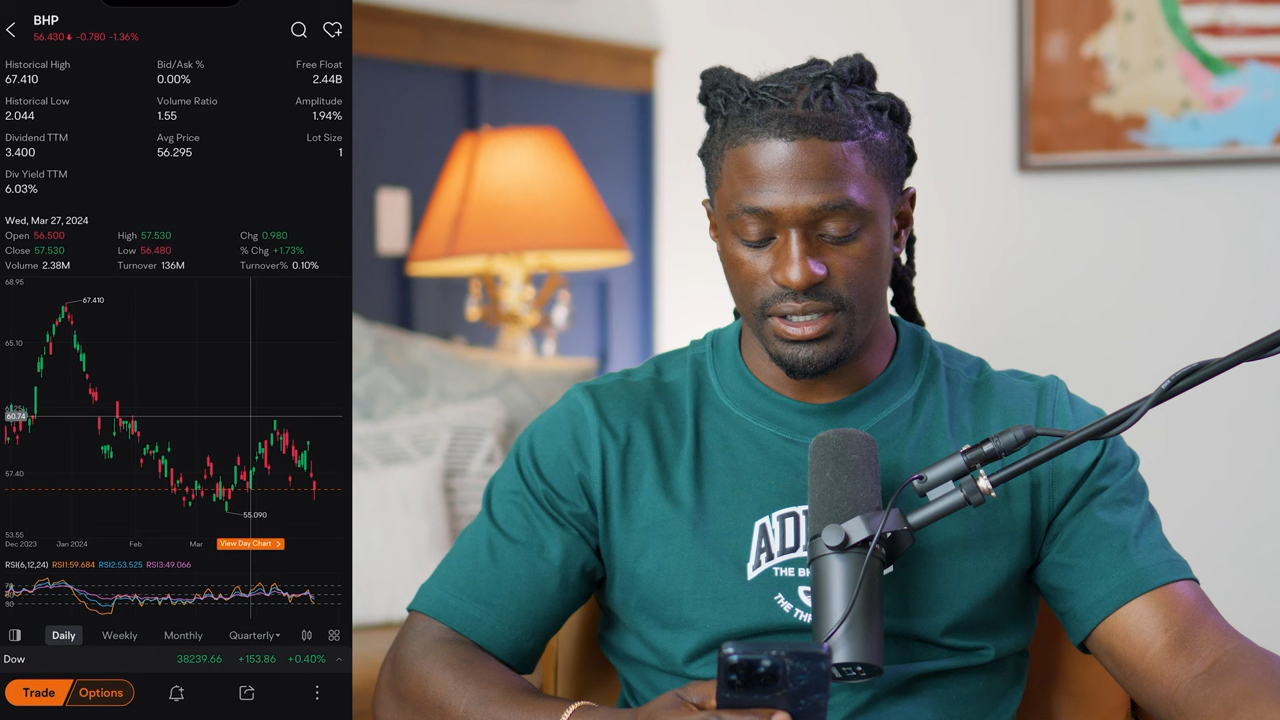 BHP
56.430 -0.780 -1.36%
Historical High Bid/Ask % Free Float
67.410 0.00% 2.44B
Historical Low Volume Ratio Amplitude
2.044 1.55 1.94%
Dividend TTM Avg Price Lot Size
3.400 56.295 1
Div Yield TTM
6.03%
Wed, Mar 27, 2024
Open 56.500 High 57.530 Chg 0.980
Close 57.530 Low 56.480 % Chg +1.73%
Volume 2.38M Turnover 136M Turnover% 0.10%
68.95
67.410
65.10
60.74
57.40
55.090
53.55
Dec 2023 Jan 2024 Feb Mar View Day Chart >
RSI(6,12,24) RSI1:59.684 RSI2:53.525 RSI3:49.066
30
Daily Weekly Monthly Quarterly
Dow 38239.66 +153.86 +0.40%
Trade Options
THE